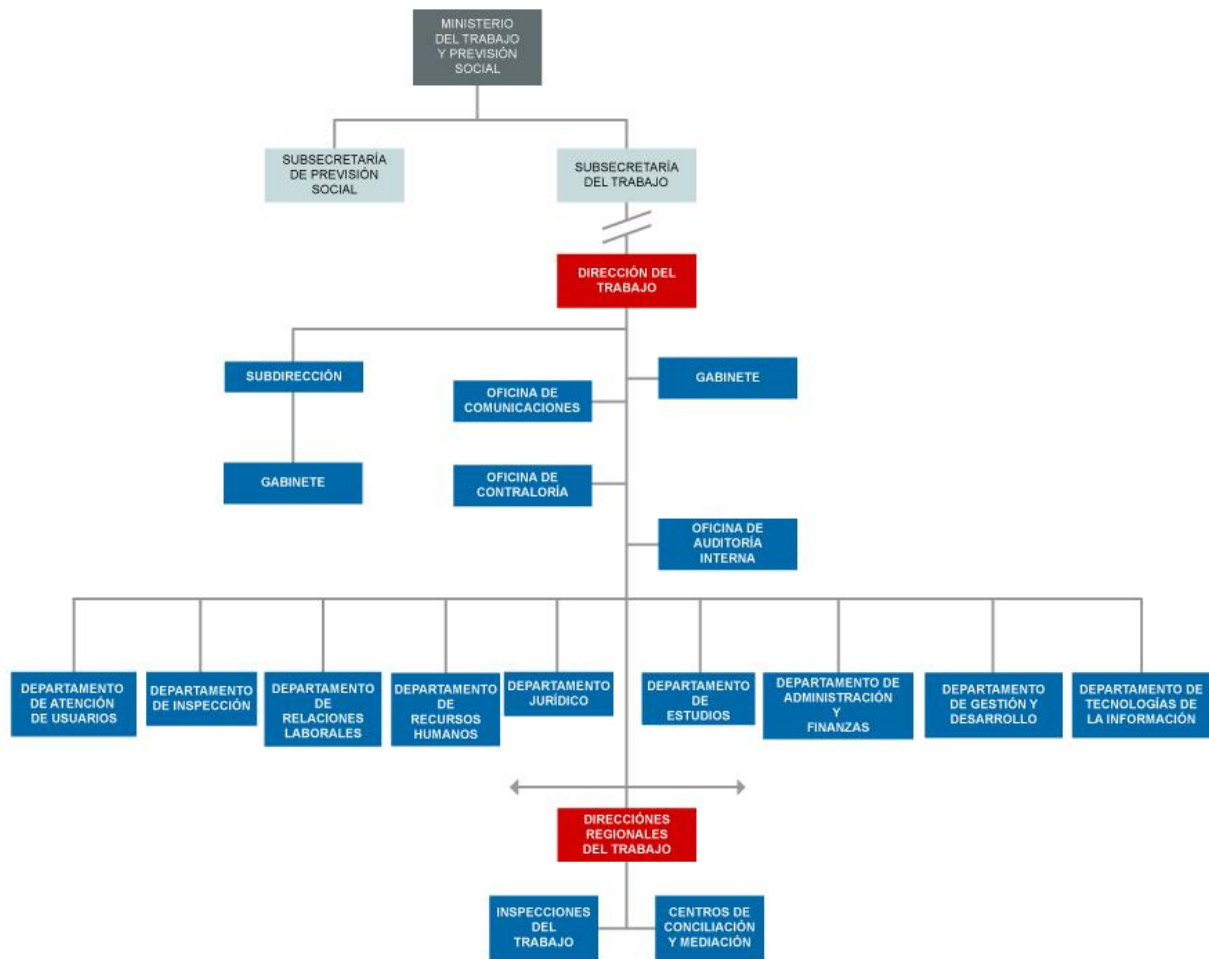 MINISTERIO
DEL TRABAJO
Y PREVISIÓN
SOCIAL
SUBSECRETARÍA
DE PREVISIÓN
SOCIAL
SUBSECRETARÍA
DEL TRABAJO
DIRECCIÓN DEL
TRABAJO
SUBDIRECCIÓN
GABINETE
OFICINA DE
COMUNICACIONES
GABINETE
OFICINA DE
CONTRALORÍA
OFICINA DE
AUDITORÍA
INTERNA
DEPARTAMENTO
DE ATENCIÓN
DE USUARIOS
DEPARTAMENTO
DE INSPECCIÓN
DEPARTAMENTO
DE
RELACIONES
LABORALES
DEPARTAMENTO
DE
RECURSOS
HUMANOS
DEPARTAMENTO
JURÍDICO
DEPARTAMENTO
DE
ESTUDIOS
DEPARTAMENTO DE
ADMINISTRACIÓN
Y
FINANZAS
DEPARTAMENTO
DE GESTIÓN Y
DESARROLLO
DEPARTAMENTO DE
TECNOLOGÍAS DE
LA INFORMACIÓN
DIRECCIÓNES
REGIONALES
DEL TRABAJO
INSPECCIONES
DEL
TRABAJO
CENTROS DE
CONCILIACIÓN
Y MEDIACIÓN